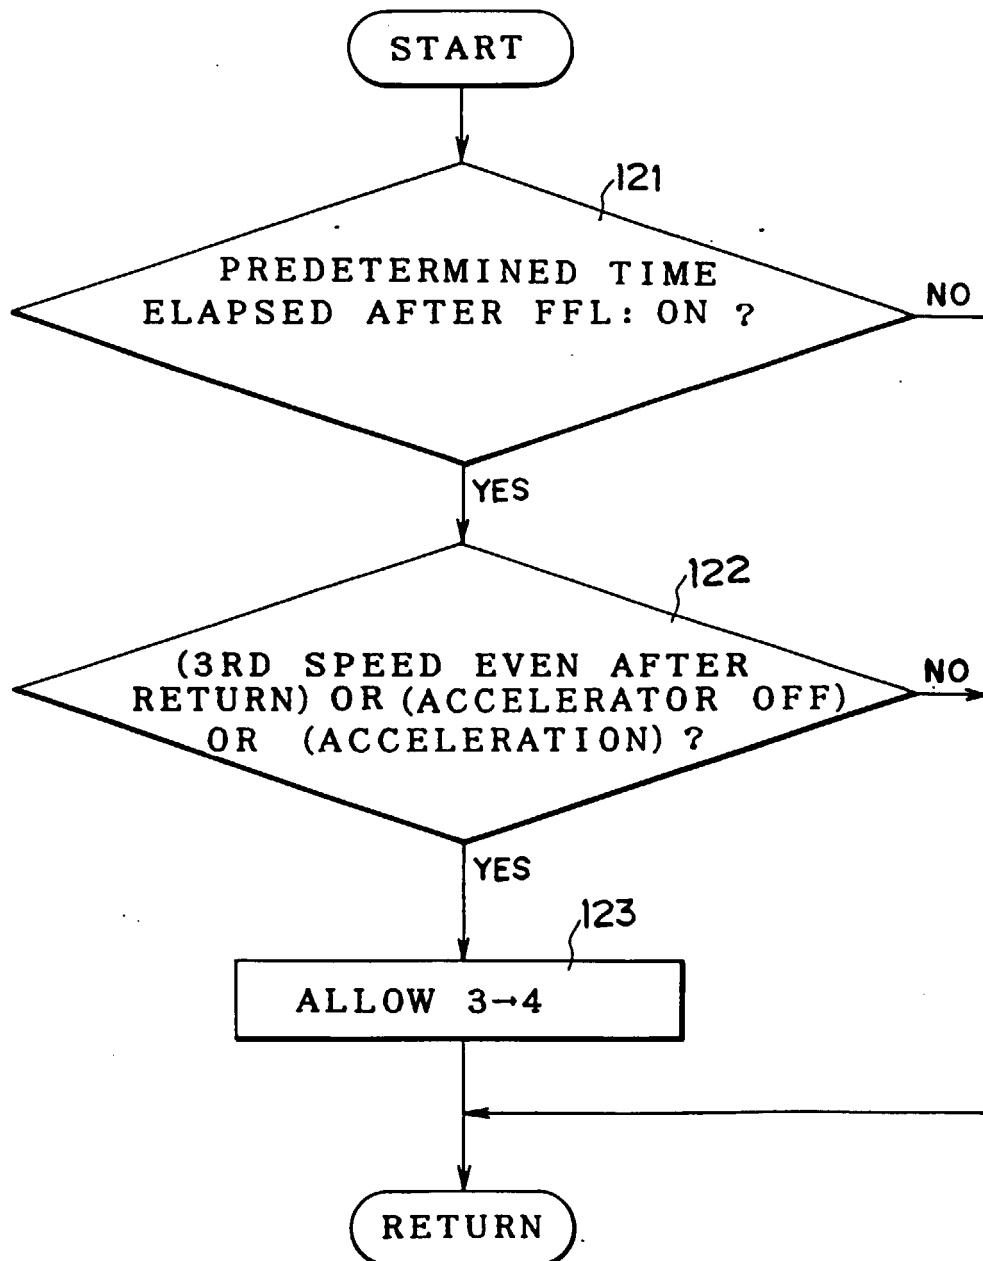 START
121
PREDETERMINED TIME
ELAPSED AFTER FFL: ON ?
NO
YES
122
(3RD SPEED EVEN AFTER
RETURN) OR (ACCELERATOR OFF)
OR (ACCELERATION) ?
NO
YES
123
ALLOW 3→4
RETURN